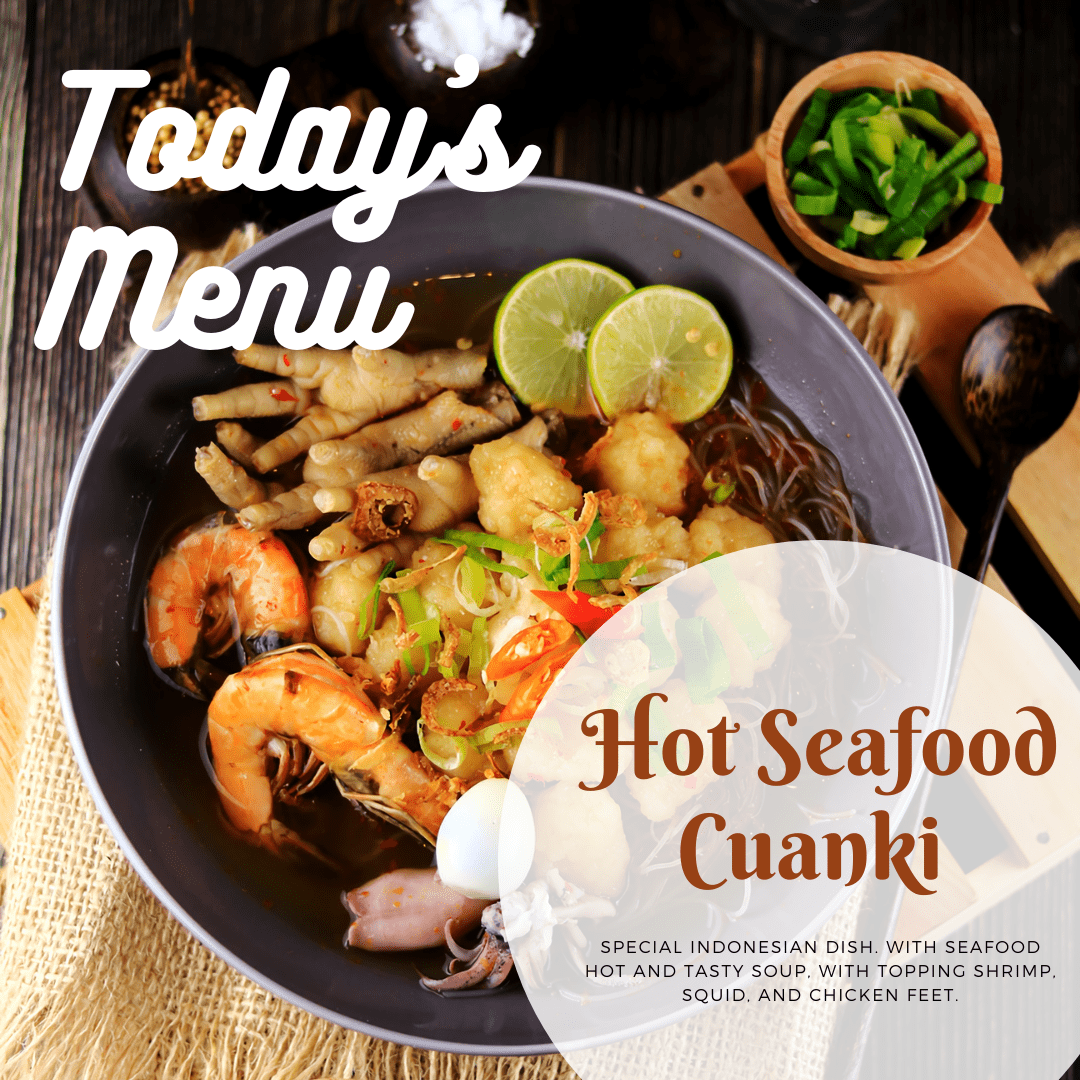 Today's
Menu
Hot Seafood
Cuanki
SPECIAL INDONESIAN DISH. WITH SEAFOOD
HOT AND TASTY SOUP, WITH TOPPING SHRIMP,
SQUID, AND CHICKEN FEET.